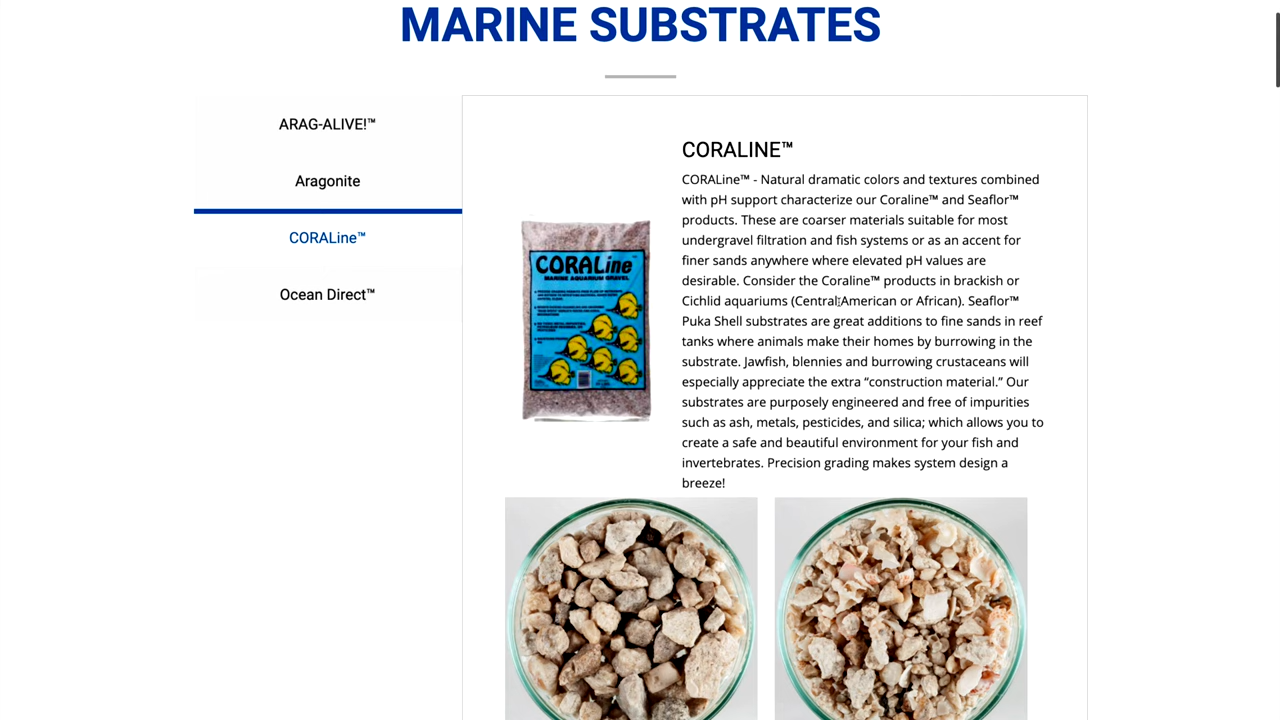 MARINE SUBSTRATES
ARAG-ALIVE!™
Aragonite
CORALine™
Ocean Direct™
CORALINE™
CORALine™ - Natural dramatic colors and textures combined
with pH support characterize our Coraline™ and Seaflor™
products. These are coarser materials suitable for most
undergravel filtration and fish systems or as an accent for
finer sands anywhere where elevated pH values are
desirable. Consider the Coraline™ products in brackish or
Cichlid aquariums (Central American or African). Seaflor™
Puka Shell substrates are great additions to fine sands in reef
tanks where animals make their homes by burrowing in the
substrate. Jawfish, blennies and burrowing crustaceans will
especially appreciate the extra “construction material.” Our
substrates are purposely engineered and free of impurities
such as ash, metals, pesticides, and silica; which allows you to
create a safe and beautiful environment for your fish and
invertebrates. Precision grading makes system design a
breeze!
CORALine
MARINE AQUARIUM GRAVEL